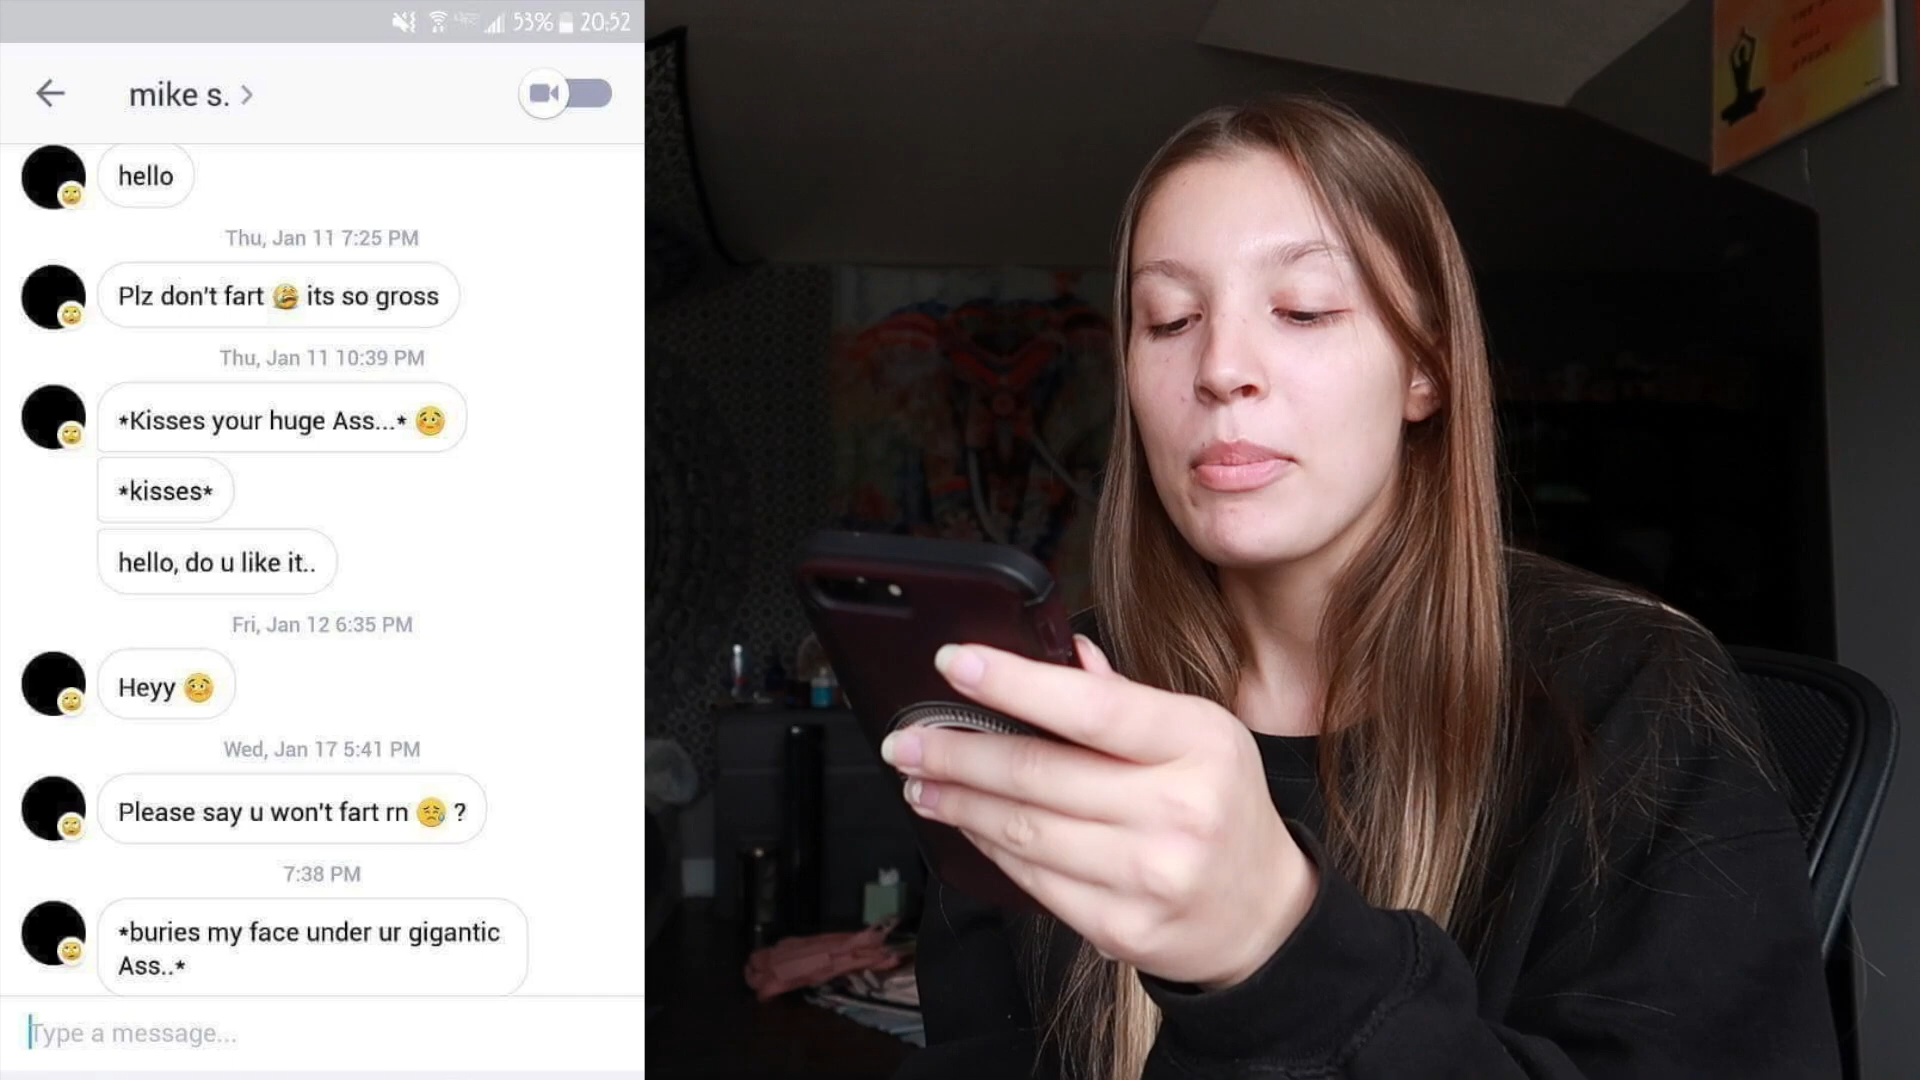 53% 20:52
mike s.
hello
Thu, Jan 11 7:25 PM
Plz don't fart 😩 its so gross
Thu, Jan 11 10:39 PM
*Kisses your huge Ass...* ☺️
*kisses*
hello, do u like it..
Fri, Jan 12 6:35 PM
Heyy ☺️
Wed, Jan 17 5:41 PM
Please say u won't fart rn 😥 ?
7:38 PM
*buries my face under ur gigantic
Ass..*
Type a message...